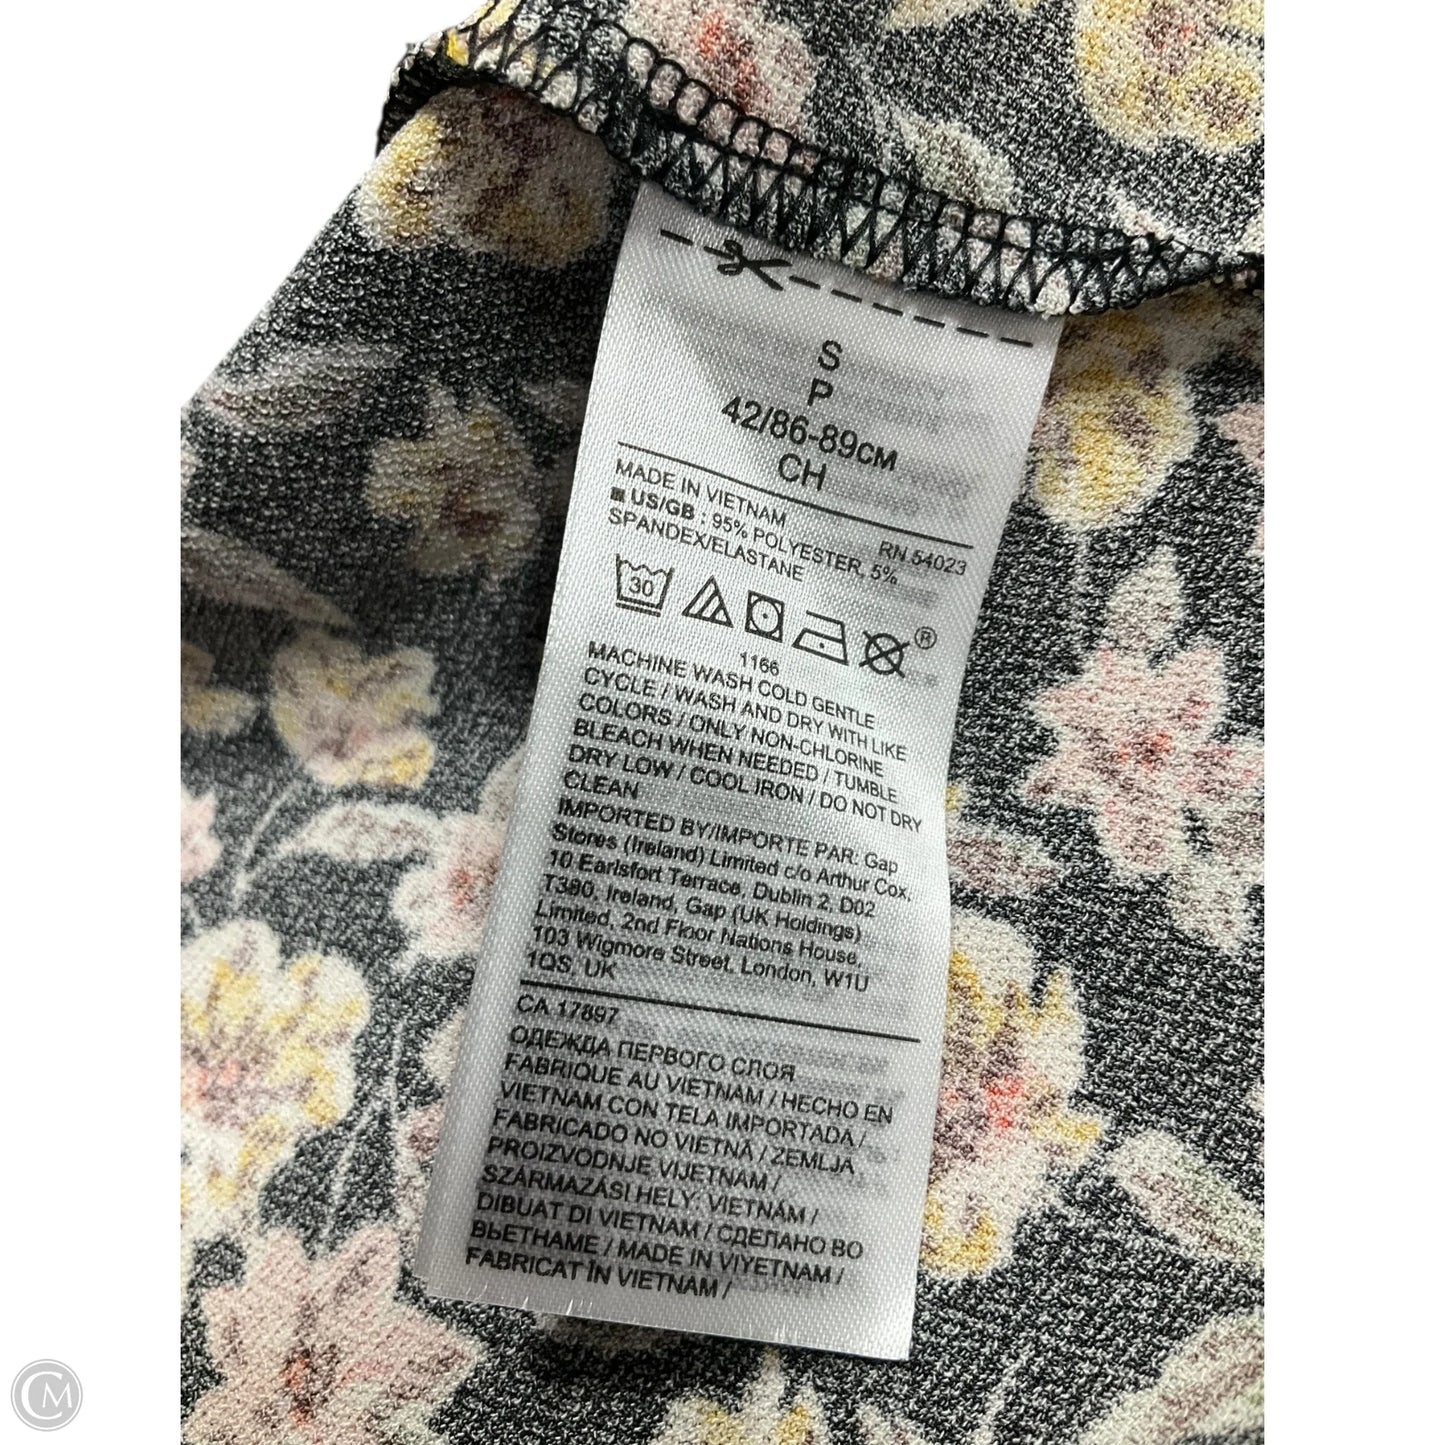 S
P
42/86-89CM
CH
MADE IN VIETNAM
RN 54023
■ US/GB : 95% POLYESTER, 5%
SPANDEX/ELASTANE
30
®
1166
MACHINE WASH COLD GENTLE
CYCLE / WASH AND DRY WITH LIKE
COLORS / ONLY NON-CHLORINE
BLEACH WHEN NEEDED / TUMBLE
DRY LOW / COOL IRON / DO NOT DRY
CLEAN
IMPORTED BY/IMPORTE PAR: Gap
Stores (Ireland) Limited c/o Arthur Cox,
10 Earlsfort Terrace, Dublin 2, D02
T380, Ireland, Gap (UK Holdings)
Limited, 2nd Floor Nations House,
103 Wigmore Street, London, W1U
1QS, UK
CA 17897
ОДЕЖДА ПЕРВОГО СЛОЯ
FABRIQUE AU VIETNAM / HECHO EN
VIETNAM CON TELA IMPORTADA /
FABRICADO NO VIETNÃ / ZEMLJA
PROIZVODNJE VIJETNAM /
SZÁRMAZÁSI HELY: VIETNÁM /
DIBUAT DI VIETNAM / СДЕЛАНО ВО
ВЬЕТНАМЕ / MADE IN VIYETNAM /
FABRICAT ÎN VIETNAM /
CM